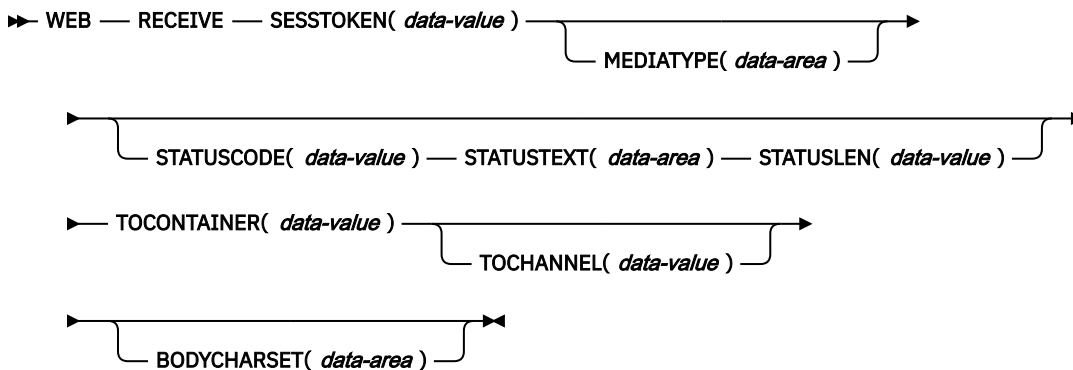 WEB RECEIVE SESSTOKEN( data-value )
MEDIATYPE( data-area )
STATUSCODE( data-value ) STATUSTEXT( data-area ) STATUSLEN( data-value )
TOCONTAINER( data-value )
TOCHANNEL( data-value )
BODYCHARSET( data-area )